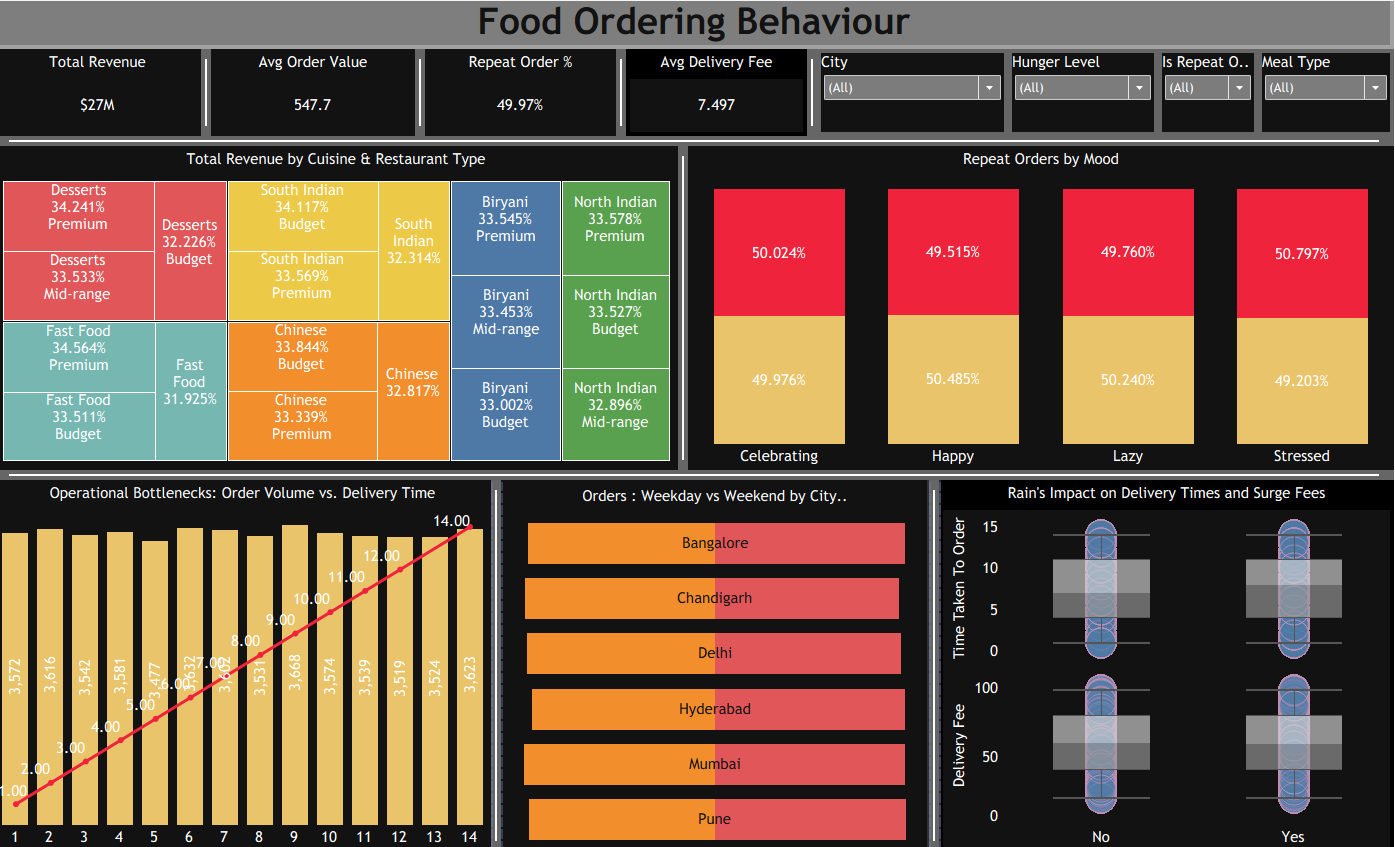 Food Ordering Behaviour
Total Revenue
$27M
Avg Order Value
547.7
Repeat Order %
49.97%
Avg Delivery Fee
7.497
City
(All)
Hunger Level
(All)
Is Repeat O..
(All)
Meal Type
(All)
Total Revenue by Cuisine & Restaurant Type
Desserts
34.241%
Premium
Desserts
33.533%
Mid-range
Desserts
32.226%
Budget
South Indian
34.117%
Budget
South Indian
33.569%
Premium
South
Indian
32.314%
Fast Food
34.564%
Premium
Fast Food
33.511%
Budget
Fast
Food
31.925%
Chinese
33.844%
Budget
Chinese
33.339%
Premium
Chinese
32.817%
Biryani
33.545%
Premium
Biryani
33.453%
Mid-range
Biryani
33.002%
Budget
North Indian
33.578%
Premium
North Indian
33.527%
Budget
North Indian
32.896%
Mid-range
Repeat Orders by Mood
50.024%
49.515%
49.760%
50.797%
49.976%
50.485%
50.240%
49.203%
Celebrating
Happy
Lazy
Stressed
Operational Bottlenecks: Order Volume vs. Delivery Time
3,572
3,616
3,542
3,581
3,477
3,632
3,531
3,668
3,574
3,539
3,519
3,524
3,623
1.00
2.00
3.00
4.00
5.00
6.00
7.00
8.00
9.00
10.00
11.00
12.00
14.00
1 2 3 4 5 6 7 8 9 10 11 12 13 14
Orders : Weekday vs Weekend by City..
Bangalore
Chandigarh
Delhi
Hyderabad
Mumbai
Pune
Rain's Impact on Delivery Times and Surge Fees
Time Taken To Order
15
10
5
0
Delivery Fee
100
50
0
No
Yes